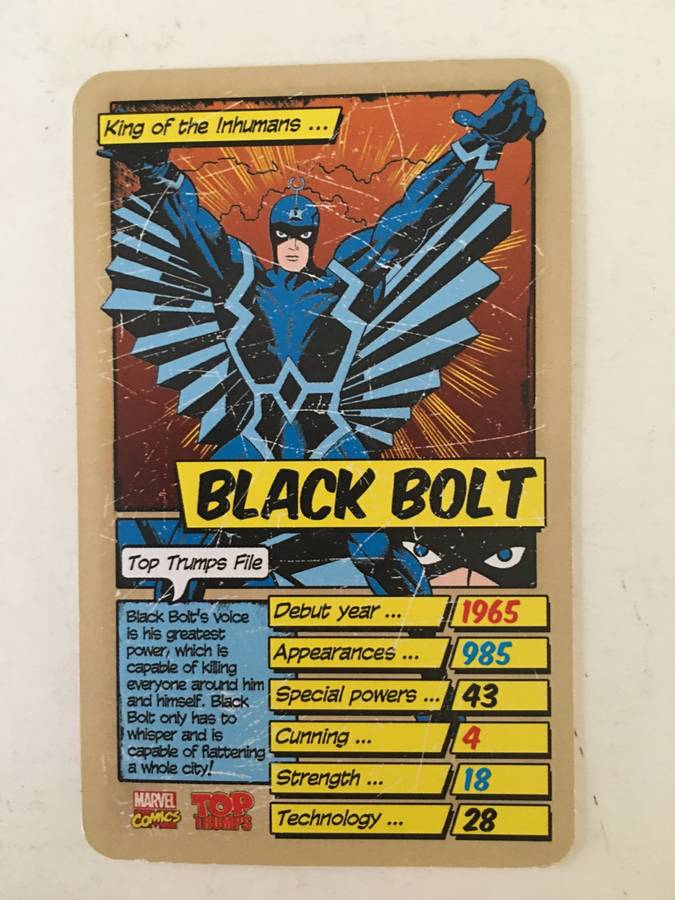 King of the Inhumans ...
BLACK BOLT
Top Trumps File
Black Bolt's voice
is his greatest
power, which is
capable of killing
everyone around him
and himself. Black
Bolt only has to
whisper and is
capable of flattening
a whole city!
Debut year ... 1965
Appearances ... 985
Special powers ... 43
Cunning ... 4
Strength ... 18
Technology ... 28
MARVEL
COMICS
TOP
TRUMPS